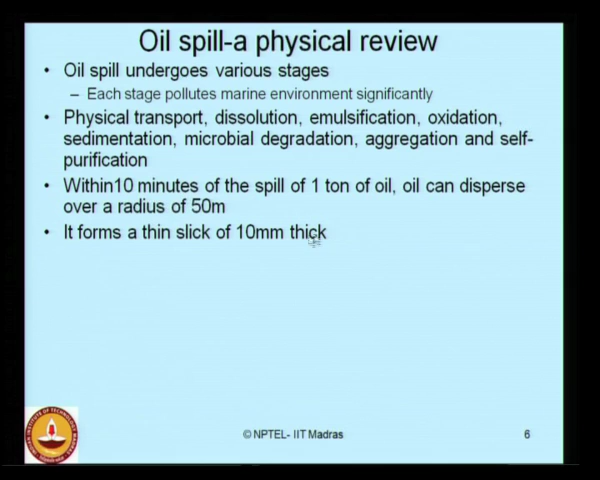 Oil spill-a physical review
• Oil spill undergoes various stages
– Each stage pollutes marine environment significantly
• Physical transport, dissolution, emulsification, oxidation,
sedimentation, microbial degradation, aggregation and self-
purification
• Within10 minutes of the spill of 1 ton of oil, oil can disperse
over a radius of 50m
• It forms a thin slick of 10mm thick
© NPTEL- IIT Madras
6